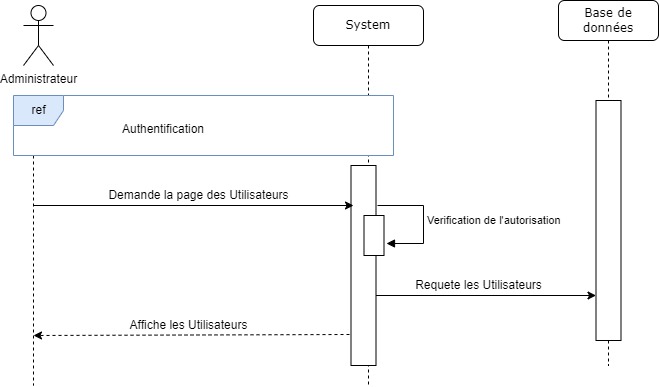 Administrateur
System
Base de
données
ref
Authentification
Demande la page des Utilisateurs
Verification de l'autorisation
Requete les Utilisateurs
Affiche les Utilisateurs